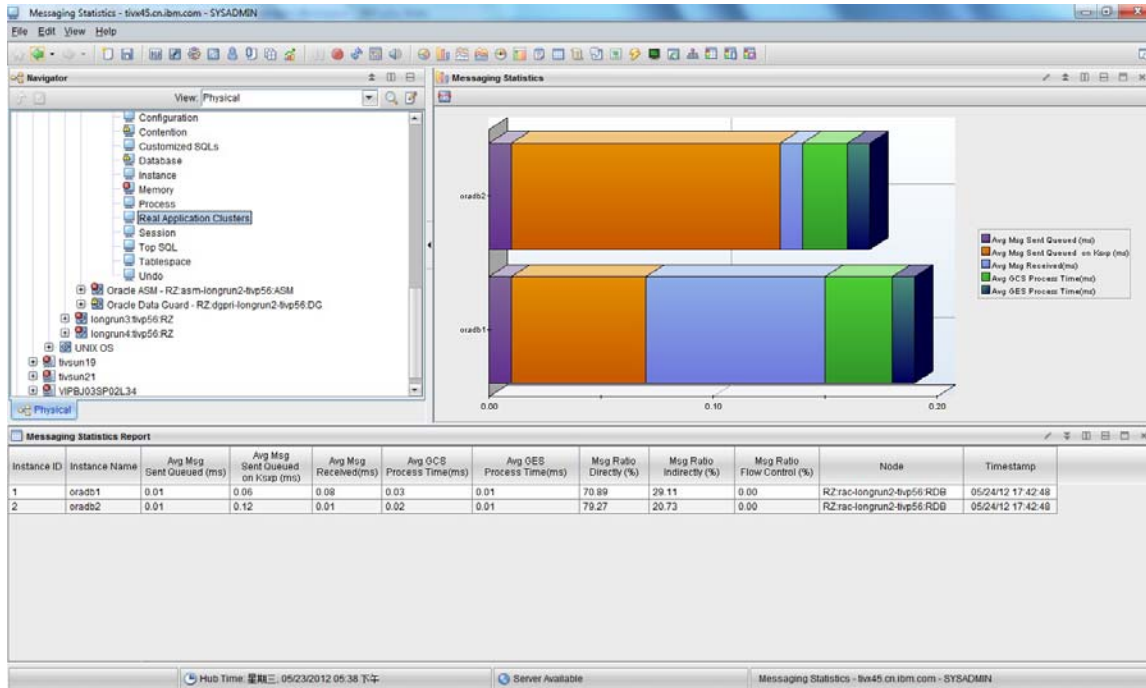 Messaging Statistics - tivx45.cn.ibm.com - SYSADMIN
File Edit View Help
Navigator
View: Physical
Configuration
Contention
Customized SQLs
Database
Instance
Memory
Process
Real Application Clusters
Session
Top SQL
Tablespace
Undo
Oracle ASM - RZ:asm-longrun2-tivp56:ASM
Oracle Data Guard - RZ:dgpri-longrun2-tivp56:DG
longrun3:tivp56:RZ
longrun4:tivp56:RZ
UNIX OS
tivsun19
tivsun21
VIPBJ03SP02L34
Physical
Messaging Statistics
oradb2
oradb1
0.00 0.10 0.20
Avg Msg Sent Queued (ms)
Avg Msg Sent Queued on Ksxp (ms)
Avg Msg Received(ms)
Avg GCS Process Time(ms)
Avg GES Process Time(ms)
Messaging Statistics Report
Instance ID Instance Name Avg Msg Sent Queued (ms) Avg Msg Sent Queued on Ksxp (ms) Avg Msg Received(ms) Avg GCS Process Time(ms) Avg GES Process Time(ms) Msg Ratio Directly (%) Msg Ratio Indirectly (%) Msg Ratio Flow Control (%) Node Timestamp
1 oradb1 0.01 0.06 0.08 0.03 0.01 70.89 29.11 0.00 RZ:rac-longrun2-tivp56:RDB 05/24/12 17:42:48
2 oradb2 0.01 0.12 0.01 0.02 0.01 79.27 20.73 0.00 RZ:rac-longrun2-tivp56:RDB 05/24/12 17:42:48
Hub Time: 星期三, 05/23/2012 05:38 下午
Server Available
Messaging Statistics - tivx45.cn.ibm.com - SYSADMIN